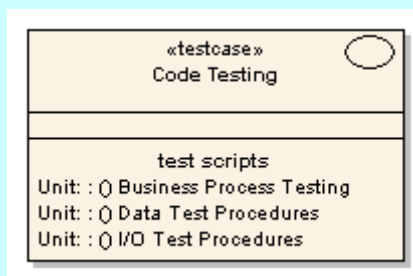 «testcase»
Code Testing
test scripts
Unit: : () Business Process Testing
Unit: : () Data Test Procedures
Unit: : () I/O Test Procedures